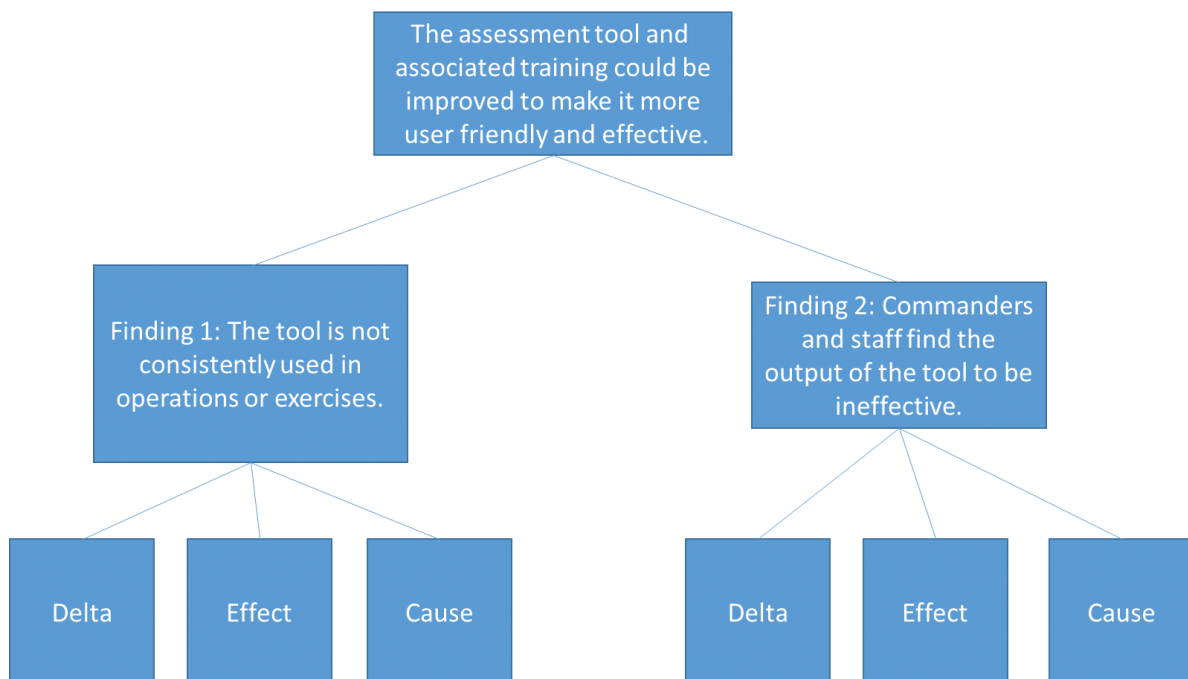 The assessment tool and
associated training could be
improved to make it more
user friendly and effective.
Finding 1: The tool is not
consistently used in
operations or exercises.
Finding 2: Commanders
and staff find the
output of the tool to be
ineffective.
Delta
Effect
Cause
Delta
Effect
Cause